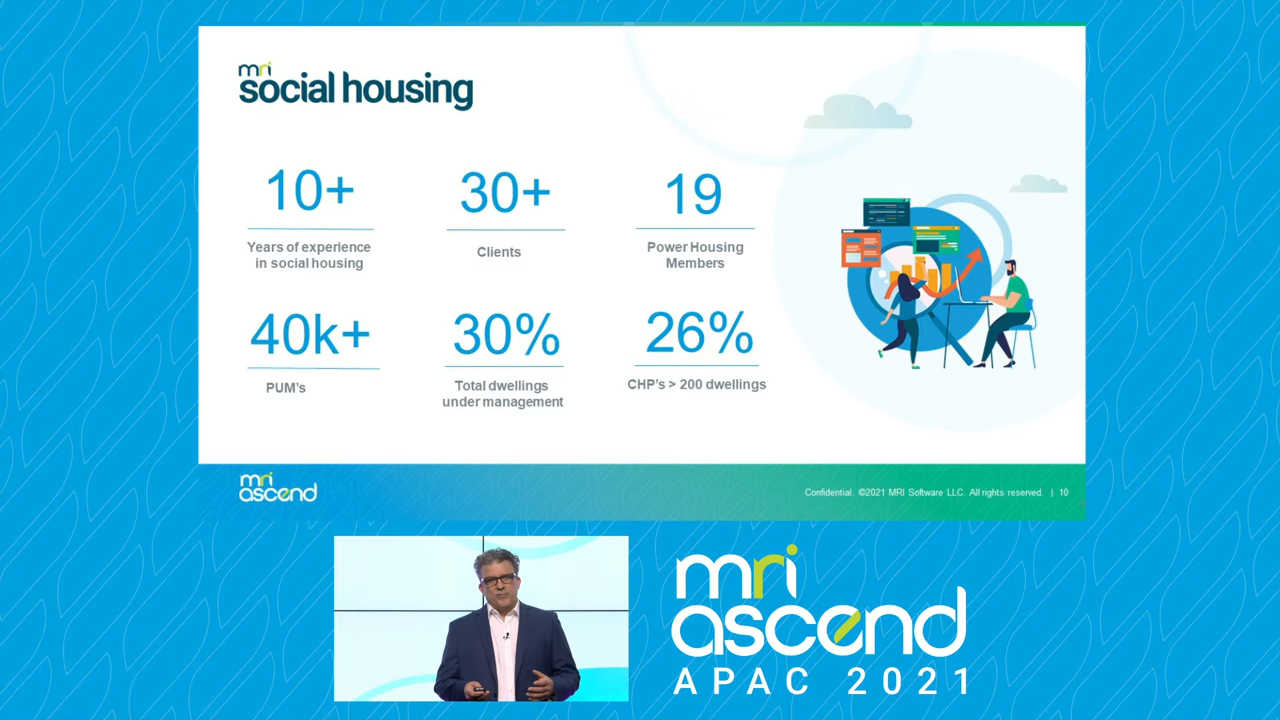 mri
social housing
10+
Years of experience
in social housing
30+
Clients
19
Power Housing
Members
40k+
PUM's
30%
Total dwellings
under management
26%
CHP's > 200 dwellings
mri
ascend
Confidential. ©2021 MRI Software LLC. All rights reserved. | 10
mri
ascend
APAC 2021